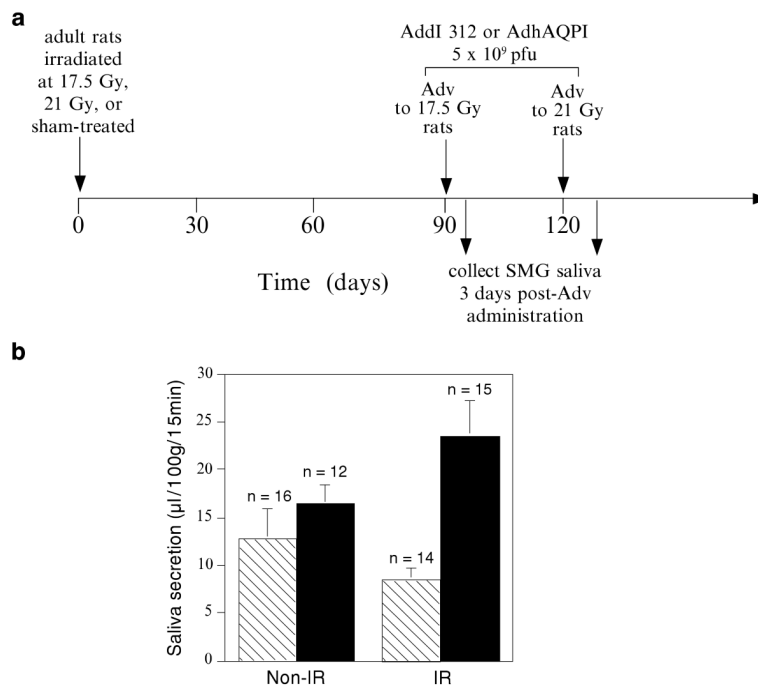 a
adult rats
irradiated
at 17.5 Gy,
21 Gy, or
sham-treated
AddI 312 or AdhAQPI
5 x 10⁹ pfu
Adv
to 17.5 Gy
rats
Adv
to 21 Gy
rats
0 30 60 90 120
Time (days)
collect SMG saliva
3 days post-Adv
administration
b
Saliva secretion (µl/100g/15min)
30
25
20
15
10
5
0
n = 16
n = 12
n = 14
n = 15
Non-IR
IR